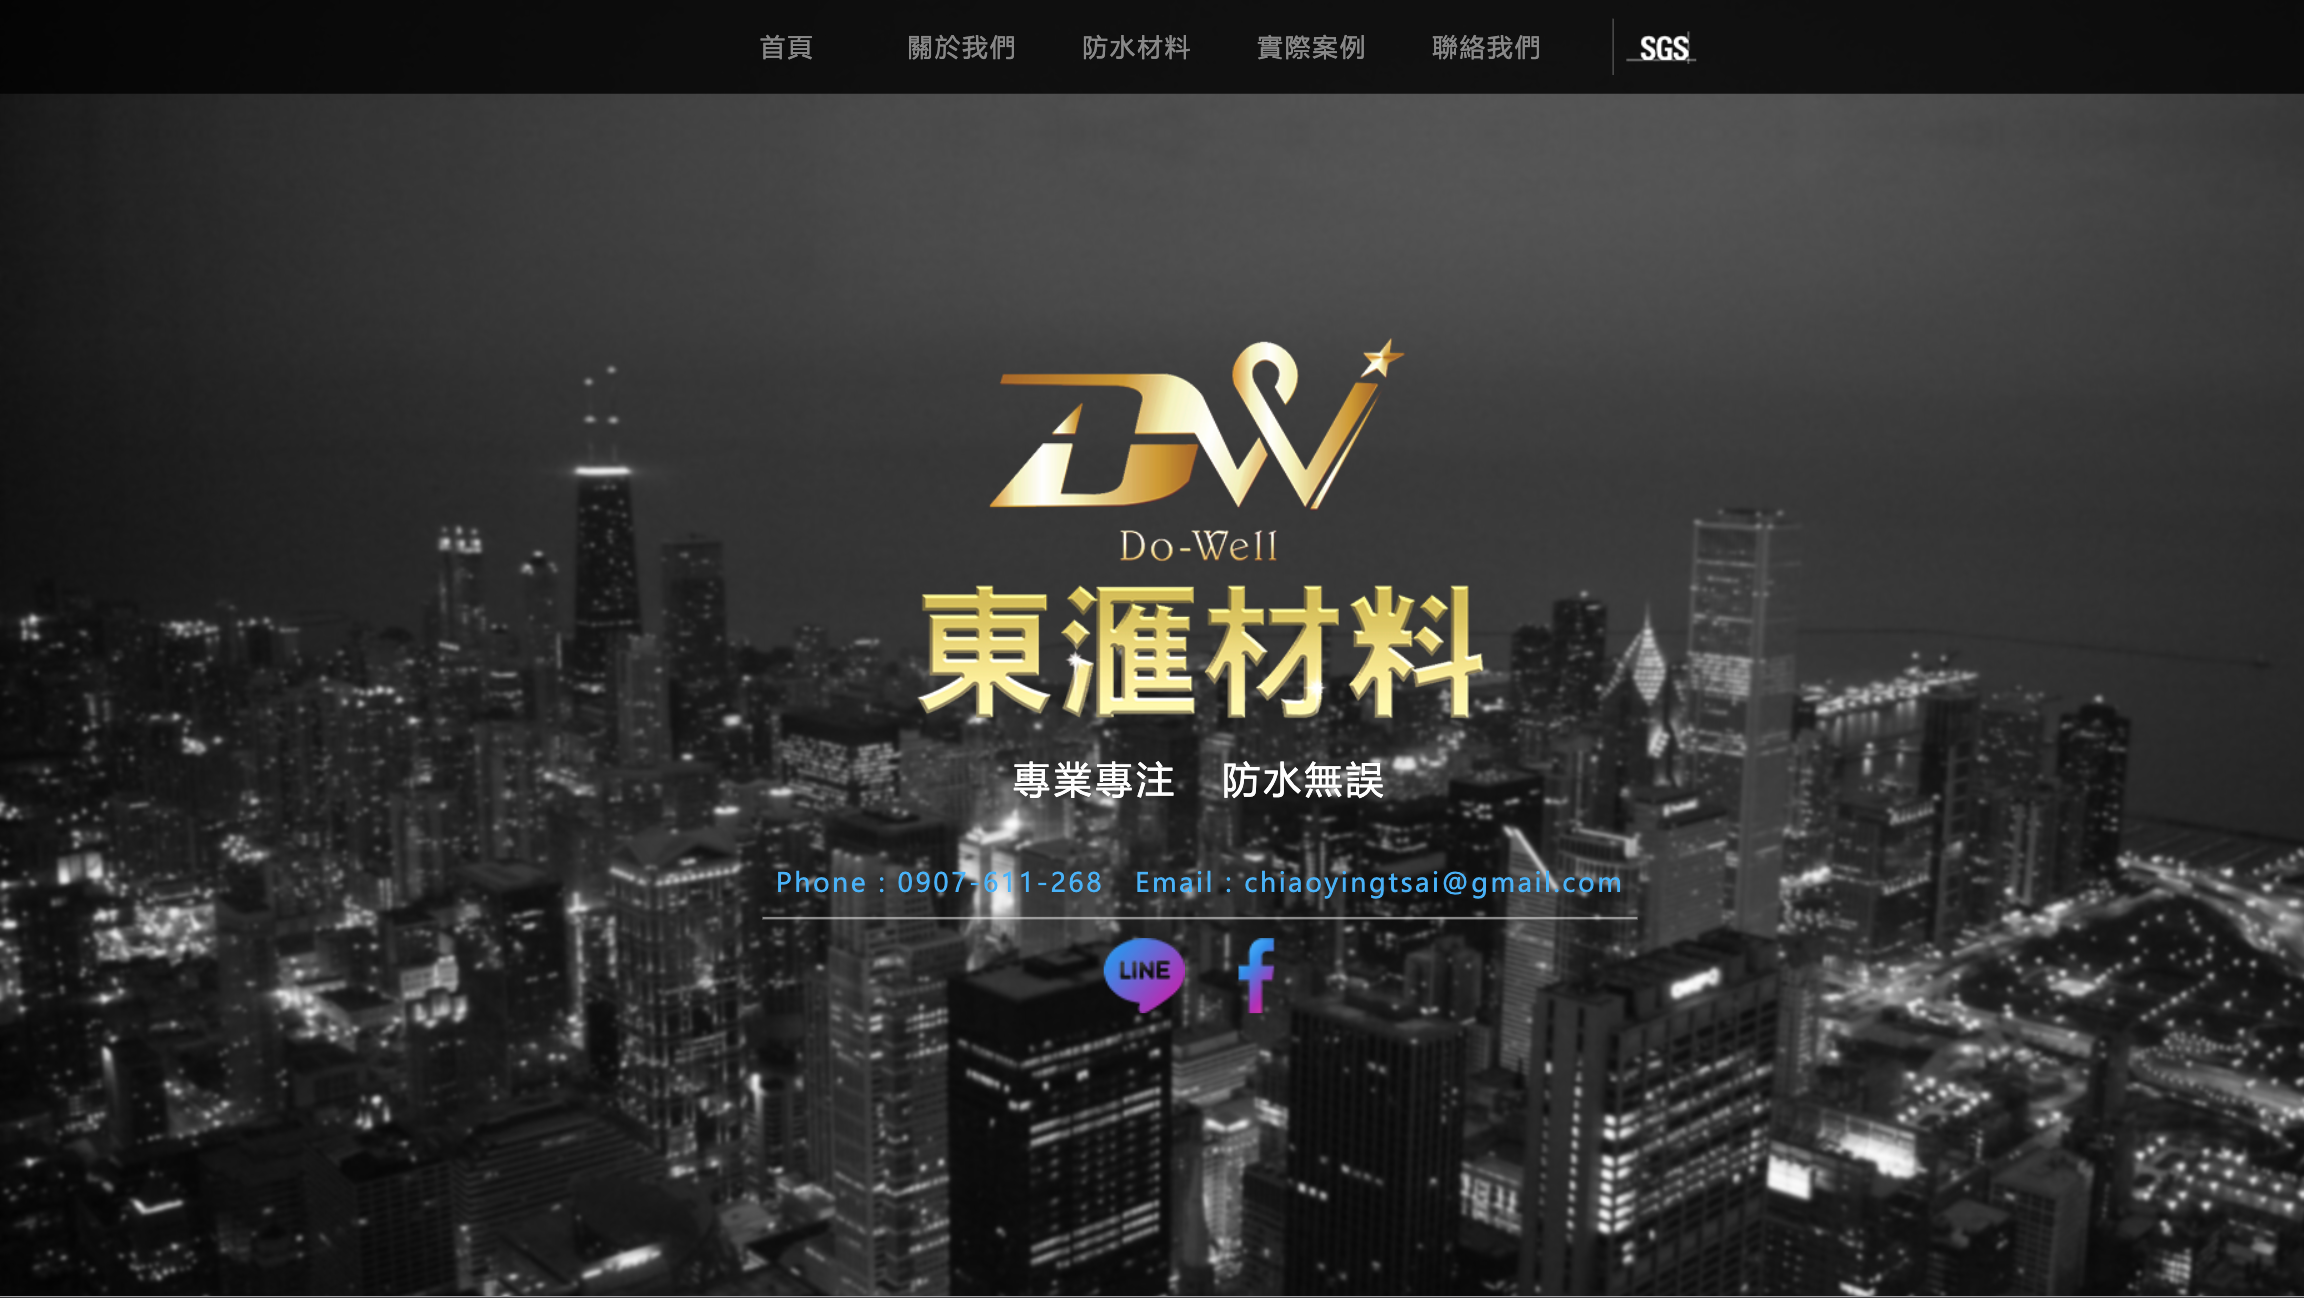 首頁 關於我們 防水材料 實際案例 聯絡我們 SGS
DW
Do-Well
東滙材料
專業專注 防水無誤
Phone : 0907-611-268 Email : chiaoyingtsai@gmail.com
LINE f